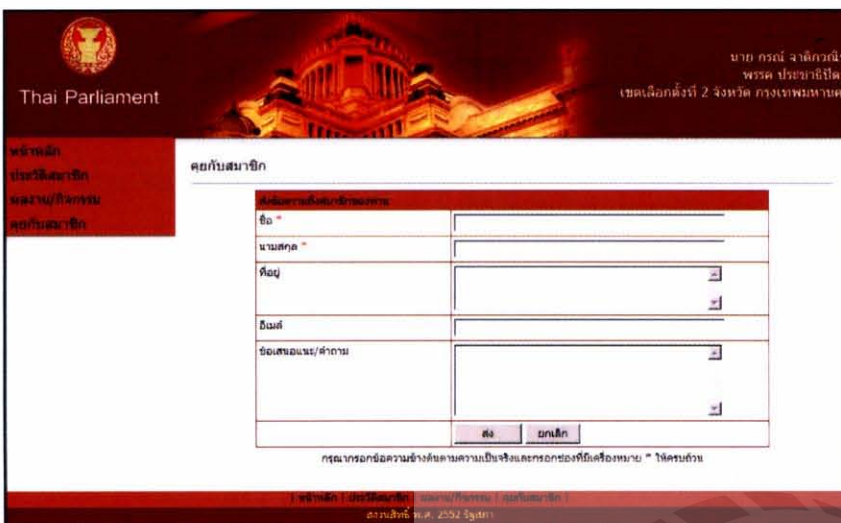 Thai Parliament
นาย กรณ์ จาติกวณิ
พรรค ประชาธิปัต
เขตเลือกตั้งที่ 2 จังหวัด กรุงเทพมหานค
หน้าหลัก
ประวัติสมาชิก
ผลงาน/กิจกรรม
คุยกับสมาชิก
คุยกับสมาชิก
ส่งข้อความถึงสมาชิกของท่าน
ชื่อ *
นามสกุล *
ที่อยู่
อีเมล์
ข้อเสนอแนะ/คำถาม
ส่ง ยกเลิก
กรุณากรอกข้อความข้างต้นตามความเป็นจริงและกรอกช่องที่มีเครื่องหมาย * ให้ครบถ้วน
| หน้าหลัก | ประวัติสมาชิก | ผลงาน/กิจกรรม | คุยกับสมาชิก |
สงวนสิทธิ์ พ.ศ. 2552 รัฐสภา